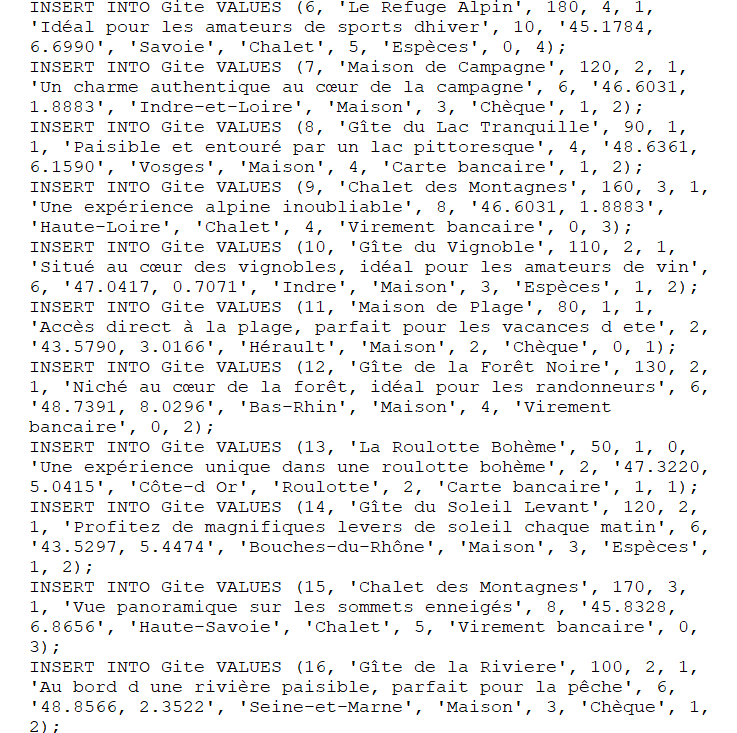 INSERT INTO Gite VALUES (6, 'Le Refuge Alpin', 180, 4, 1,
'Idéal pour les amateurs de sports dhiver', 10, '45.1784,
6.6990', 'Savoie', 'Chalet', 5, 'Espèces', 0, 4);
INSERT INTO Gite VALUES (7, 'Maison de Campagne', 120, 2, 1,
'Un charme authentique au cœur de la campagne', 6, '46.6031,
1.8883', 'Indre-et-Loire', 'Maison', 3, 'Chèque', 1, 2);
INSERT INTO Gite VALUES (8, 'Gîte du Lac Tranquille', 90, 1,
1, 'Paisible et entouré par un lac pittoresque', 4, '48.6361,
6.1590', 'Vosges', 'Maison', 4, 'Carte bancaire', 1, 2);
INSERT INTO Gite VALUES (9, 'Chalet des Montagnes', 160, 3, 1,
'Une expérience alpine inoubliable', 8, '46.6031, 1.8883',
'Haute-Loire', 'Chalet', 4, 'Virement bancaire', 0, 3);
INSERT INTO Gite VALUES (10, 'Gîte du Vignoble', 110, 2, 1,
'Situé au cœur des vignobles, idéal pour les amateurs de vin',
6, '47.0417, 0.7071', 'Indre', 'Maison', 3, 'Espèces', 1, 2);
INSERT INTO Gite VALUES (11, 'Maison de Plage', 80, 1, 1,
'Accès direct à la plage, parfait pour les vacances d ete', 2,
'43.5790, 3.0166', 'Hérault', 'Maison', 2, 'Chèque', 0, 1);
INSERT INTO Gite VALUES (12, 'Gîte de la Forêt Noire', 130, 2,
1, 'Niché au cœur de la forêt, idéal pour les randonneurs', 6,
'48.7391, 8.0296', 'Bas-Rhin', 'Maison', 4, 'Virement
bancaire', 0, 2);
INSERT INTO Gite VALUES (13, 'La Roulotte Bohème', 50, 1, 0,
'Une expérience unique dans une roulotte bohème', 2, '47.3220,
5.0415', 'Côte-d Or', 'Roulotte', 2, 'Carte bancaire', 1, 1);
INSERT INTO Gite VALUES (14, 'Gîte du Soleil Levant', 120, 2,
1, 'Profitez de magnifiques levers de soleil chaque matin', 6,
'43.5297, 5.4474', 'Bouches-du-Rhône', 'Maison', 3, 'Espèces',
1, 2);
INSERT INTO Gite VALUES (15, 'Chalet des Montagnes', 170, 3,
1, 'Vue panoramique sur les sommets enneigés', 8, '45.8328,
6.8656', 'Haute-Savoie', 'Chalet', 5, 'Virement bancaire', 0,
3);
INSERT INTO Gite VALUES (16, 'Gîte de la Riviere', 100, 2, 1,
'Au bord d une rivière paisible, parfait pour la pêche', 6,
'48.8566, 2.3522', 'Seine-et-Marne', 'Maison', 3, 'Chèque', 1,
2);